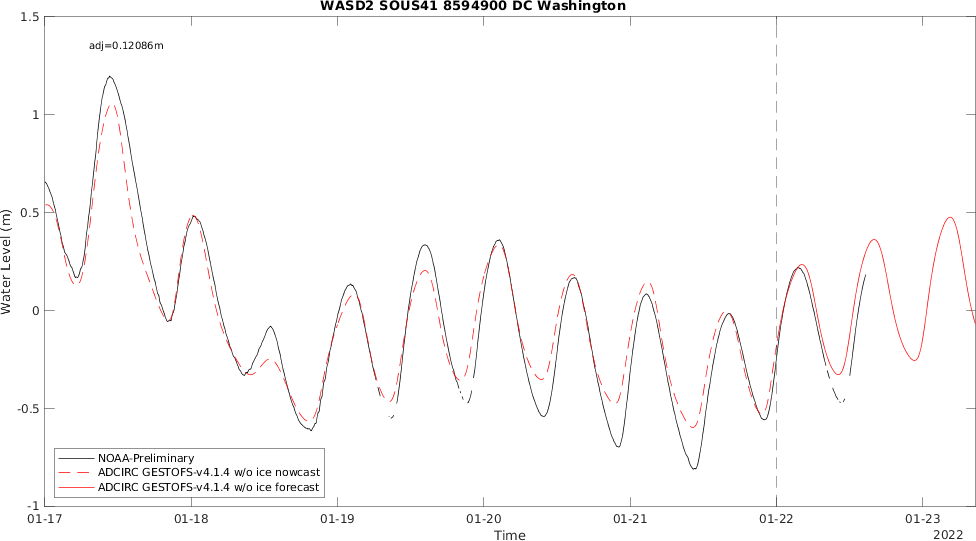 WASD2 SOUS41 8594900 DC Washington
adj=0.12086m
1.5
1
0.5
0
-0.5
-1
Water Level (m)
NOAA-Preliminary
ADCIRC GESTOFS-v4.1.4 w/o ice nowcast
ADCIRC GESTOFS-v4.1.4 w/o ice forecast
01-17 01-18 01-19 01-20 01-21 01-22 01-23
Time
2022